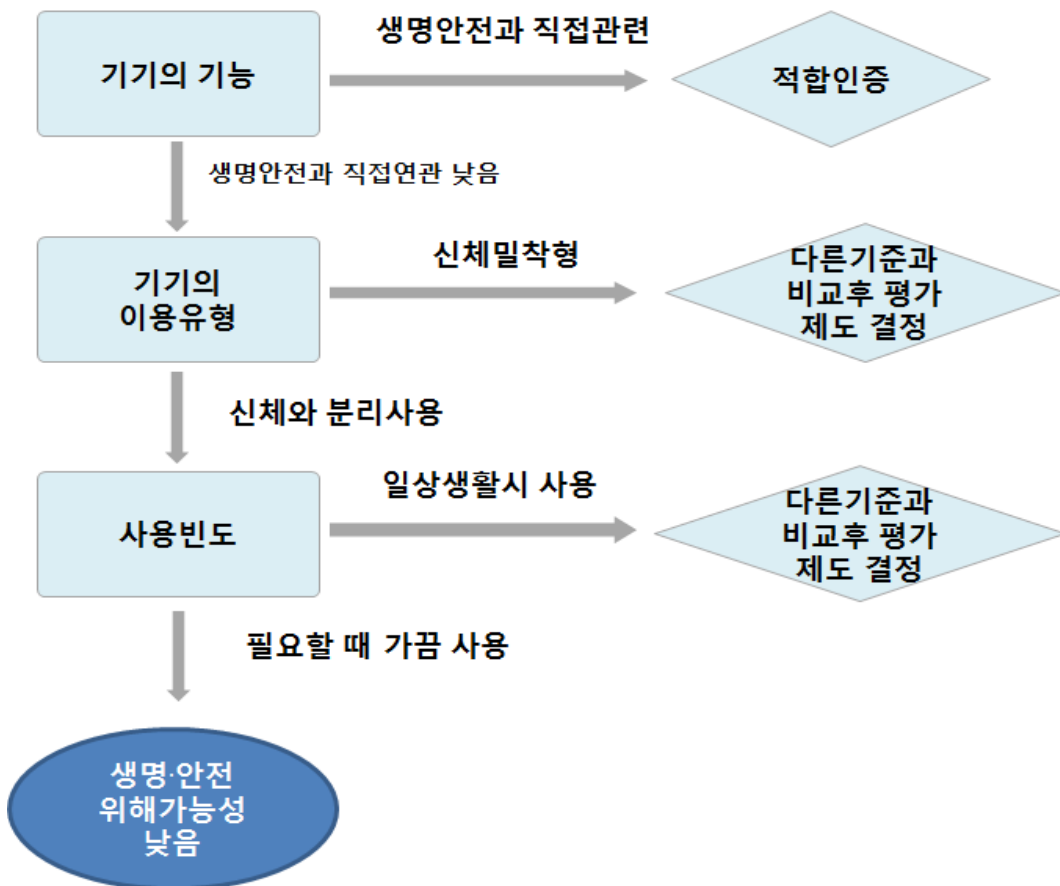 생명안전과 직접관련
기기의 기능
적합인증
생명안전과 직접연관 낮음
신체밀착형
기기의
이용유형
다른기준과
비교후 평가
제도 결정
신체와 분리사용
일상생활시 사용
사용빈도
다른기준과
비교후 평가
제도 결정
필요할 때 가끔 사용
생명·안전
위해가능성
낮음